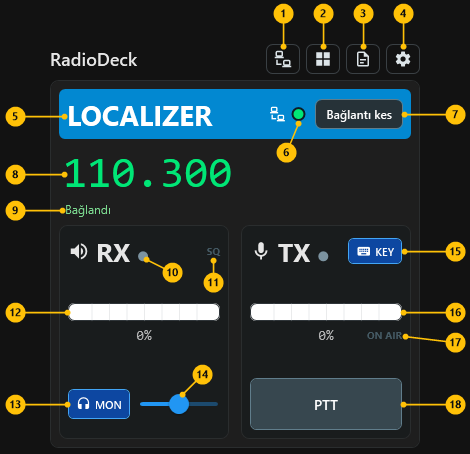 1 2 3 4
RadioDeck
5 LOCALIZER Bağlantı kes 7
6
8 110.300
9 Bağlandı
RX SQ TX KEY 15
10
11
12 16
0% 0% ON AIR 17
14
13 MON PTT 18